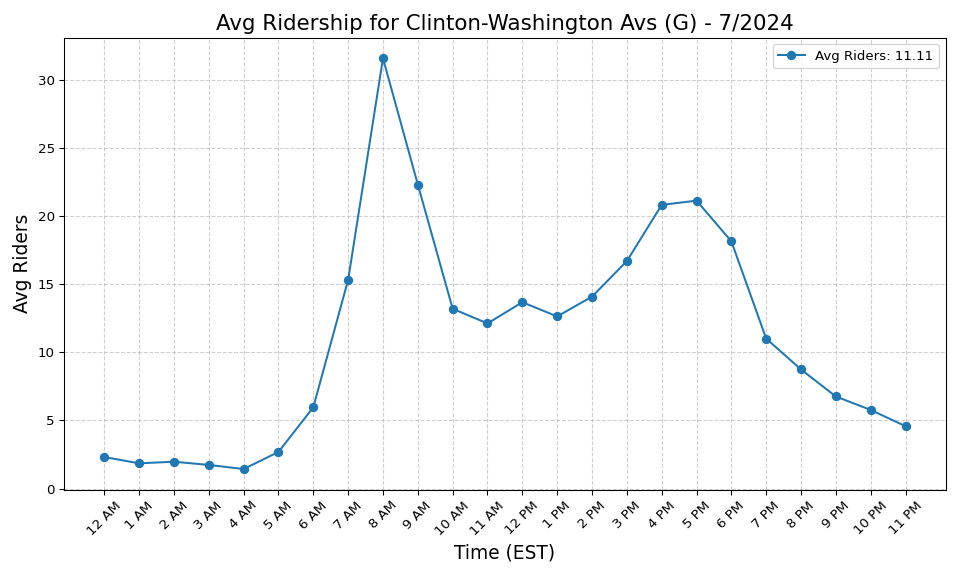 Avg Ridership for Clinton-Washington Avs (G) - 7/2024
Avg Riders: 11.11
Avg Riders
30
25
20
15
10
5
0
12 AM
1 AM
2 AM
3 AM
4 AM
5 AM
6 AM
7 AM
8 AM
9 AM
10 AM
11 AM
12 PM
1 PM
2 PM
3 PM
4 PM
5 PM
6 PM
7 PM
8 PM
9 PM
10 PM
11 PM
Time (EST)